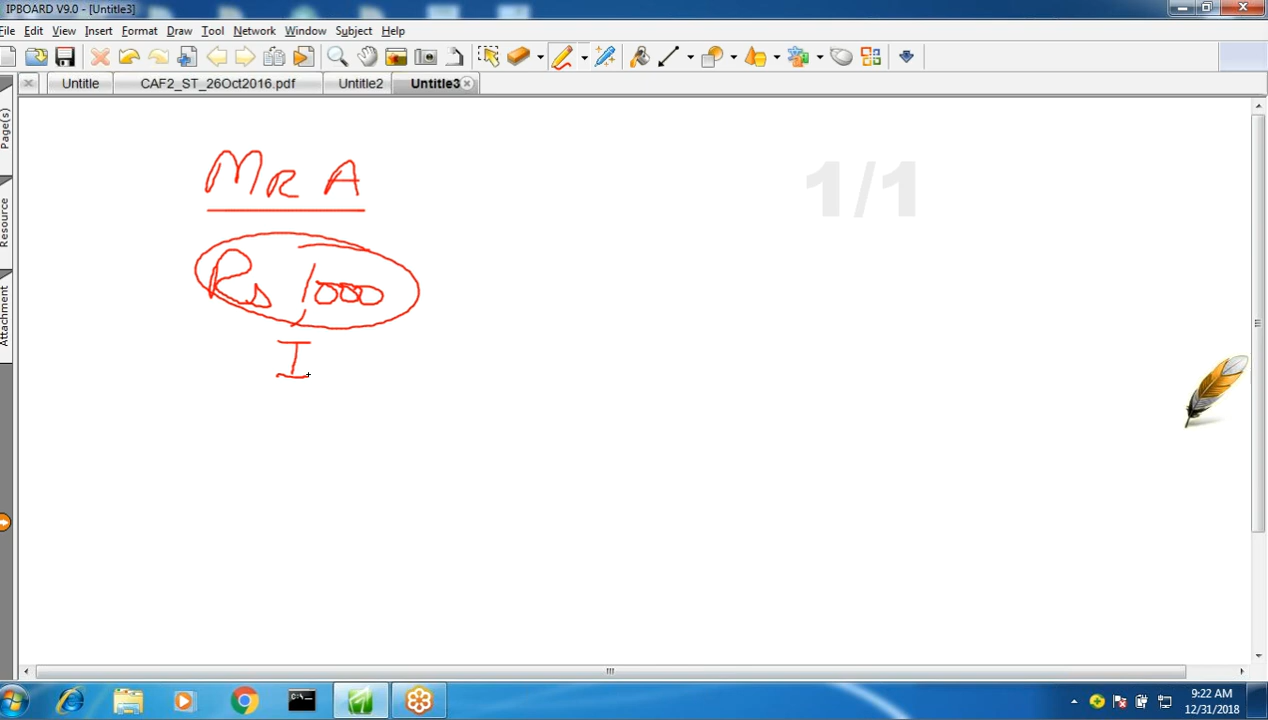 IPBOARD V9.0 - [Untitle3]
File Edit View Insert Format Draw Tool Network Window Subject Help
Untitle CAF2_ST_26Oct2016.pdf Untitle2 Untitle3
Page(s)
Resource
Attachment
1/1
MR A
Rs 1000
I
9:22 AM
12/31/2018